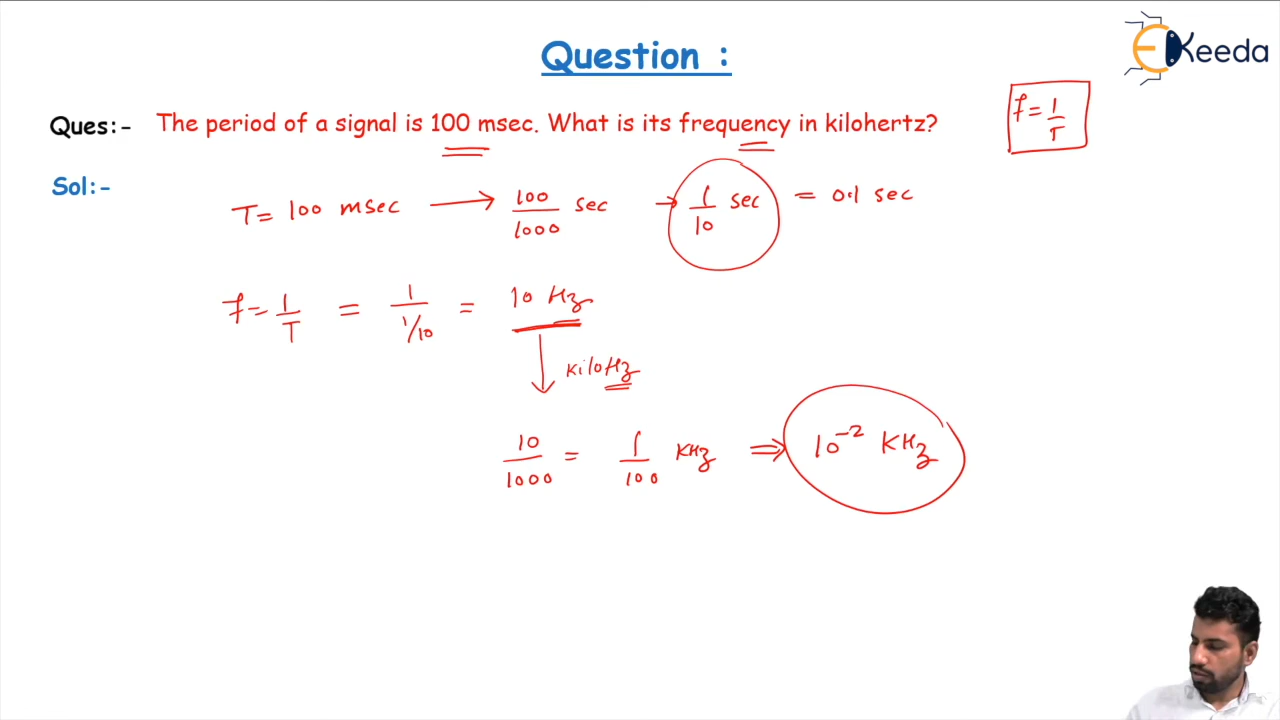 Question :
EKeeda
Ques:- The period of a signal is 100 msec. What is its frequency in kilohertz?
f = 1/T
Sol:-
T = 100 msec → 100/1000 sec → 1/10 sec = 0.1 sec
f = 1/T = 1/1/10 = 10 Hz
KiloHz
10/1000 = 1/100 KHz ⇒ 10⁻² KHz